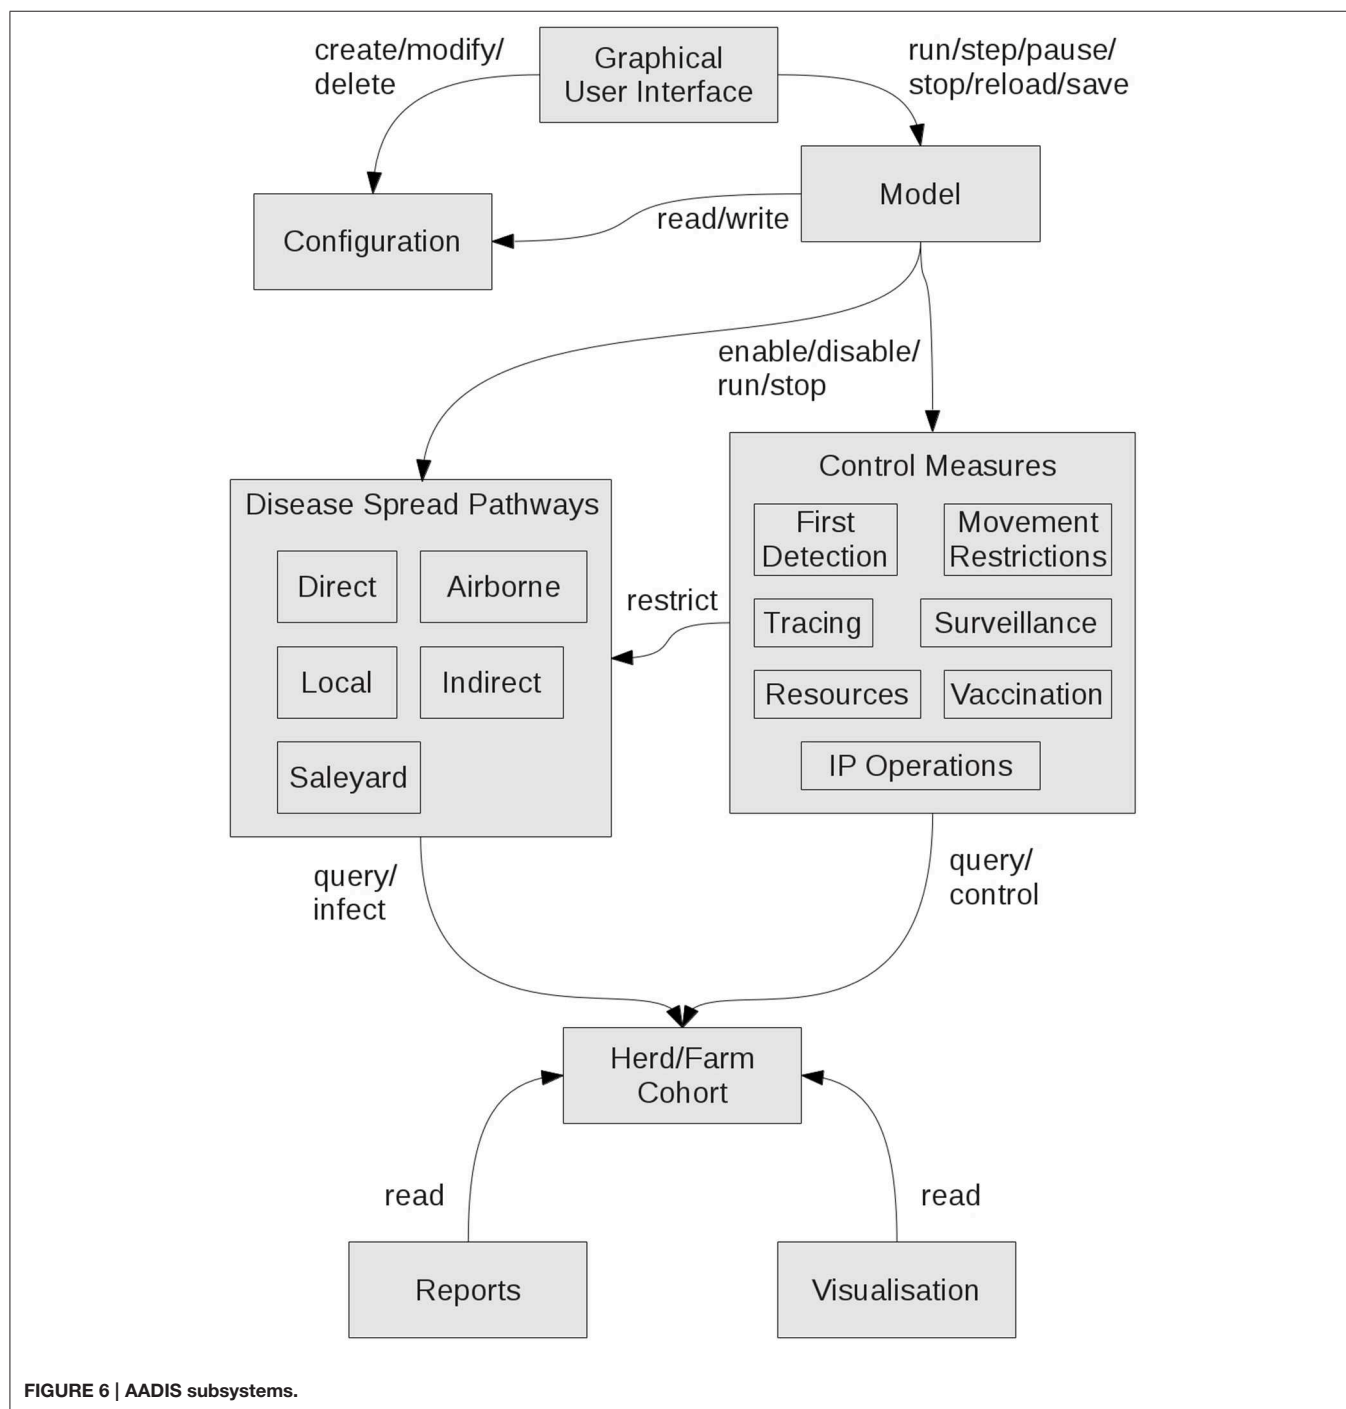 create/modify/
delete
Graphical
User Interface
run/step/pause/
stop/reload/save
Model
read/write
Configuration
enable/disable/
run/stop
Control Measures
First
Detection
Movement
Restrictions
Tracing
Surveillance
Resources
Vaccination
IP Operations
restrict
Disease Spread Pathways
Direct
Airborne
Local
Indirect
Saleyard
query/
infect
query/
control
Herd/Farm
Cohort
read
read
Reports
Visualisation
FIGURE 6 | AADIS subsystems.